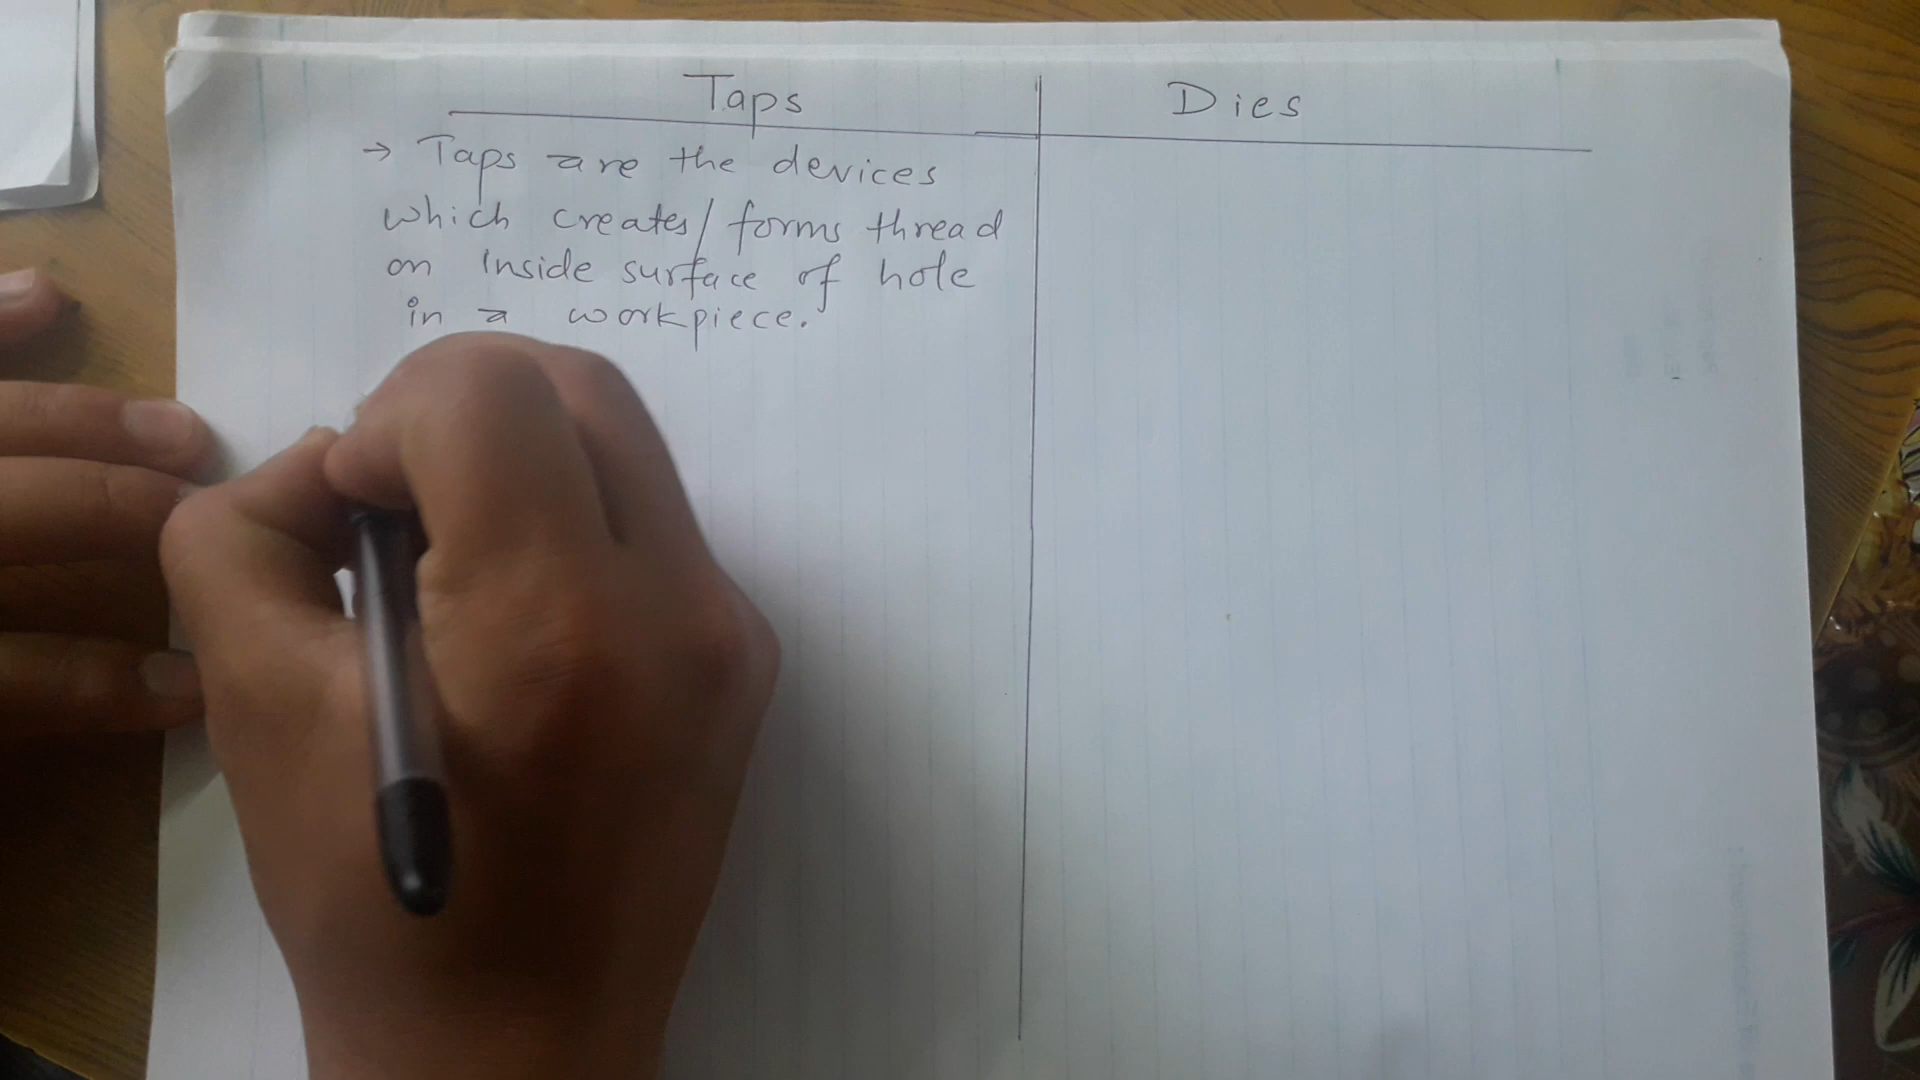 Taps
Dies
→ Taps are the devices
which creates/forms thread
on Inside surface of hole
in a workpiece.